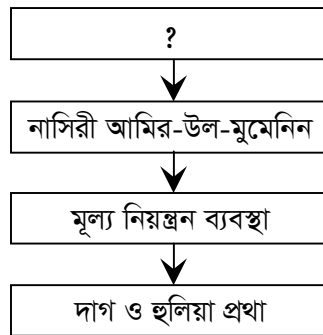 ?
নাসিরী আমির-উল-মুমেনিন
মূল্য নিয়ন্ত্রন ব্যবস্থা
দাগ ও হুলিয়া প্রথা